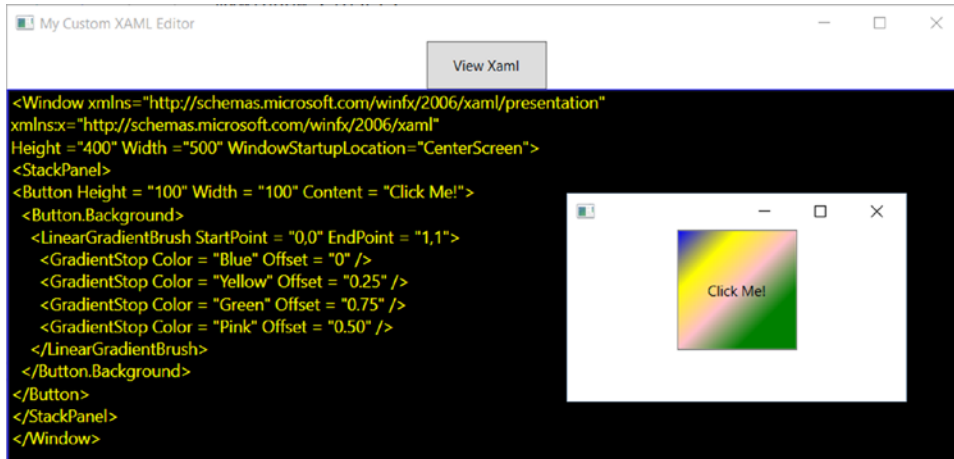 My Custom XAML Editor
View Xaml
<Window xmlns="http://schemas.microsoft.com/winfx/2006/xaml/presentation"
xmlns:x="http://schemas.microsoft.com/winfx/2006/xaml"
Height ="400" Width ="500" WindowStartupLocation="CenterScreen">
<StackPanel>
<Button Height = "100" Width = "100" Content = "Click Me!">
<Button.Background>
<LinearGradientBrush StartPoint = "0,0" EndPoint = "1,1">
<GradientStop Color = "Blue" Offset = "0" />
<GradientStop Color = "Yellow" Offset = "0.25" />
<GradientStop Color = "Green" Offset = "0.75" />
<GradientStop Color = "Pink" Offset = "0.50" />
</LinearGradientBrush>
</Button.Background>
</Button>
</StackPanel>
</Window>
Click Me!